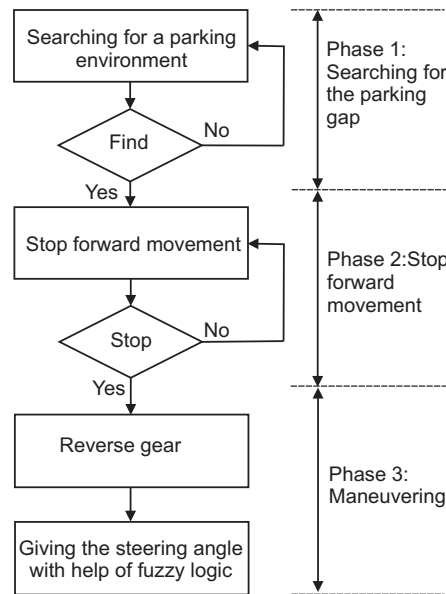 Searching for a parking
environment
Find
No
Yes
Stop forward movement
Stop
No
Yes
Reverse gear
Giving the steering angle
with help of fuzzy logic
Phase 1:
Searching for
the parking
gap
Phase 2:Stop
forward
movement
Phase 3:
Maneuvering